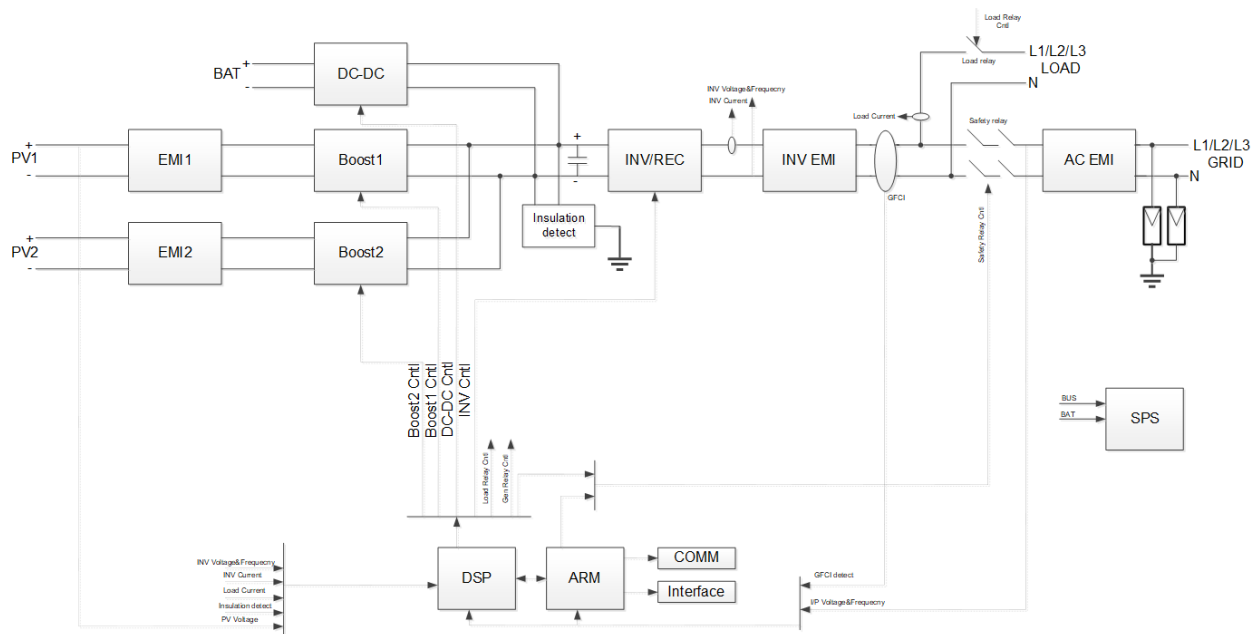 Load Relay
Cntl
L1/L2/L3
LOAD
Load relay
N
BAT
+
-
DC-DC
INV Voltage&Frequecny
INV Current
Load Current
Safety relay
PV1
+
-
EMI1
Boost1
+
-
INV/REC
INV EMI
GFCI
AC EMI
L1/L2/L3
GRID
N
Insulation
detect
PV2
+
-
EMI2
Boost2
Safety Relay Cntl
Boost2 Cntl
Boost1 Cntl
DC-DC Cntl
INV Cntl
BUS
BAT
SPS
Load Relay Cntl
Gen Relay Cntl
INV Voltage&Frequecny
INV Current
Load Current
Insulation detect
PV Voltage
DSP
ARM
COMM
Interface
GFCI detect
I/P Voltage&Frequecny